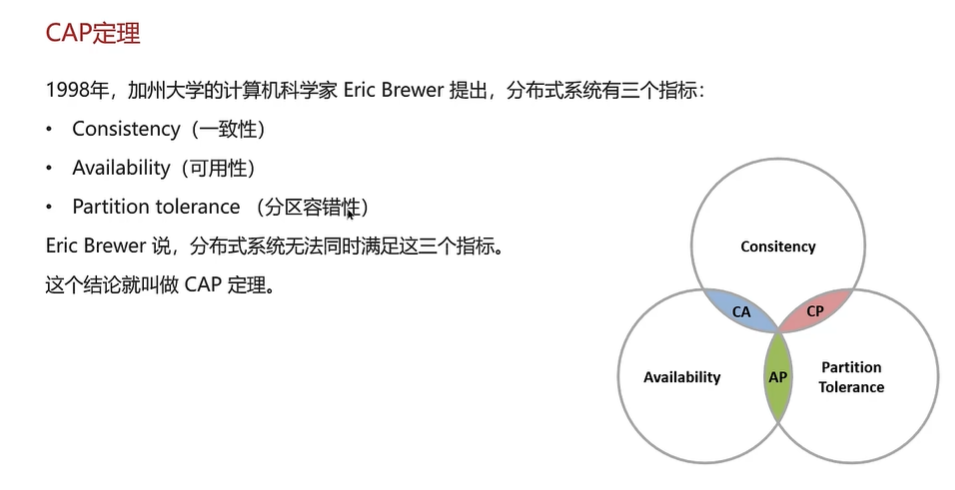 CAP定理
1998年，加州大学的计算机科学家 Eric Brewer 提出，分布式系统有三个指标：
• Consistency（一致性）
• Availability（可用性）
• Partition tolerance （分区容错性）
Eric Brewer 说，分布式系统无法同时满足这三个指标。
这个结论就叫做 CAP 定理。
Consitency
CA
CP
Availability
AP
Partition
Tolerance